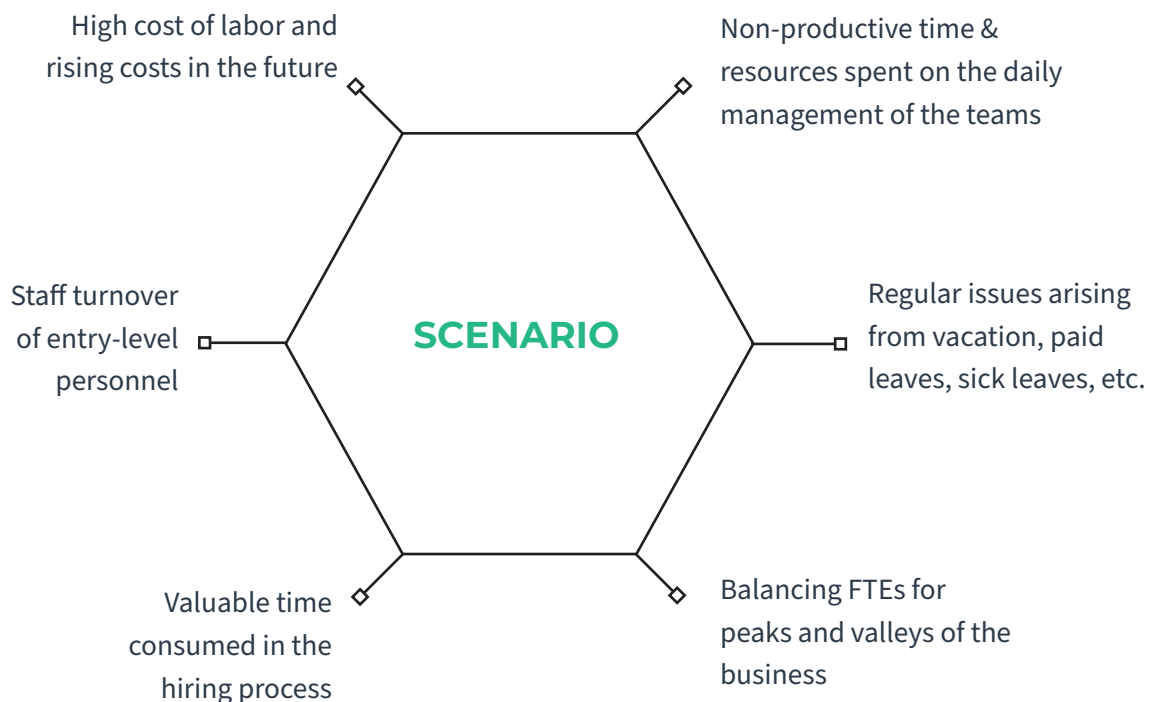 High cost of labor and
rising costs in the future
Non-productive time &
resources spent on the daily
management of the teams
Staff turnover
of entry-level
personnel
SCENARIO
Regular issues arising
from vacation, paid
leaves, sick leaves, etc.
Valuable time
consumed in the
hiring process
Balancing FTEs for
peaks and valleys of the
business